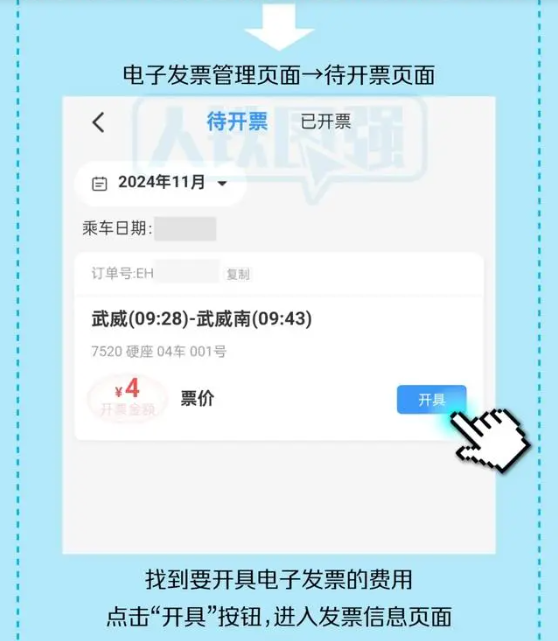 电子发票管理页面→待开票页面
待开票 已开票
人铁图强
2024年11月
乘车日期:
订单号:EH 复制
武威(09:28)-武威南(09:43)
7520 硬座 04车 001号
¥4
开票金额
票价
开具
找到要开具电子发票的费用
点击“开具”按钮,进入发票信息页面